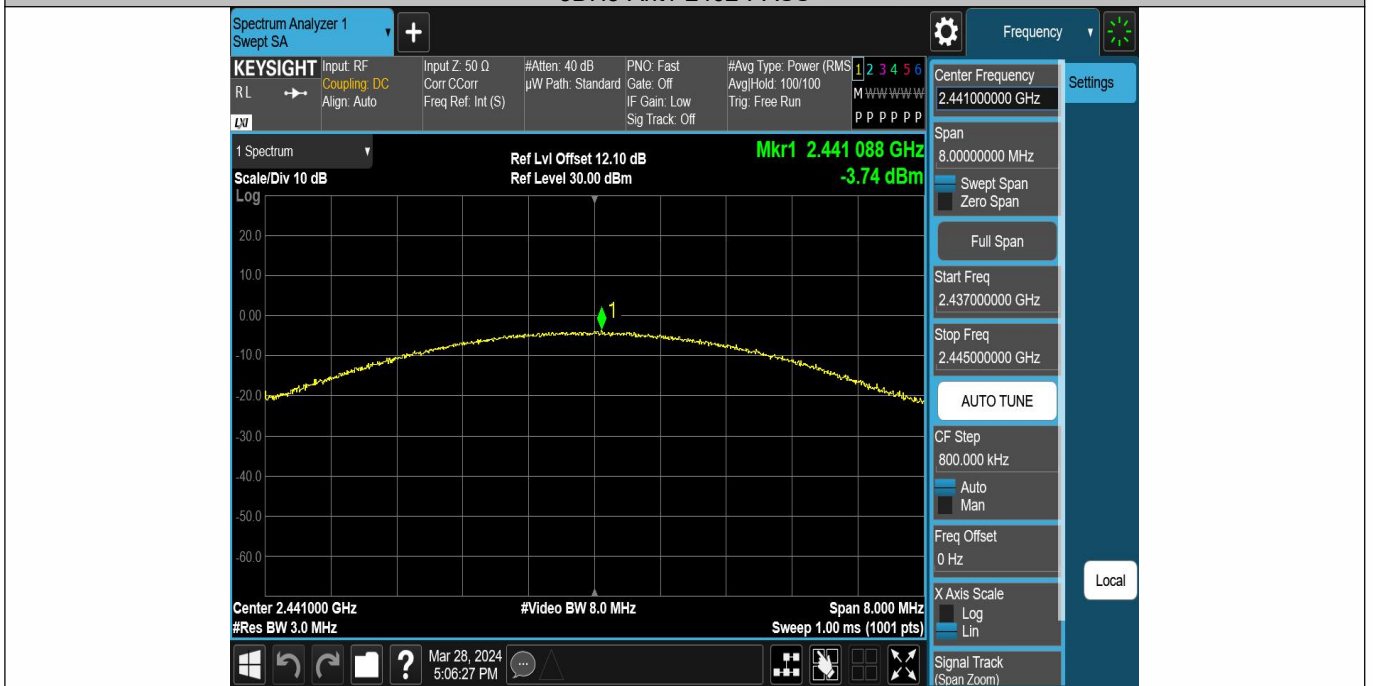 Spectrum Analyzer 1
Swept SA
+
Frequency
KEYSIGHT
RL
LXI
Input: RF
Coupling: DC
Align: Auto
Input Z: 50 Ω
Corr CCorr
Freq Ref: Int (S)
#Atten: 40 dB
µW Path: Standard
PNO: Fast
Gate: Off
IF Gain: Low
Sig Track: Off
#Avg Type: Power (RMS
Avg|Hold: 100/100
Trig: Free Run
1 2 3 4 5 6
M W W W W W
P P P P P P
1 Spectrum
Scale/Div 10 dB
Ref Lvl Offset 12.10 dB
Ref Level 30.00 dBm
Mkr1 2.441 088 GHz
-3.74 dBm
Log
20.0
10.0
0.00
-10.0
-20.0
-30.0
-40.0
-50.0
-60.0
1
Center 2.441000 GHz
#Video BW 8.0 MHz
Span 8.000 MHz
#Res BW 3.0 MHz
Sweep 1.00 ms (1001 pts)
?
Mar 28, 2024
5:06:27 PM
Center Frequency
2.441000000 GHz
Settings
Span
8.00000000 MHz
Swept Span
Zero Span
Full Span
Start Freq
2.437000000 GHz
Stop Freq
2.445000000 GHz
AUTO TUNE
CF Step
800.000 kHz
Auto
Man
Freq Offset
0 Hz
X Axis Scale
Log
Lin
Local
Signal Track
(Span Zoom)